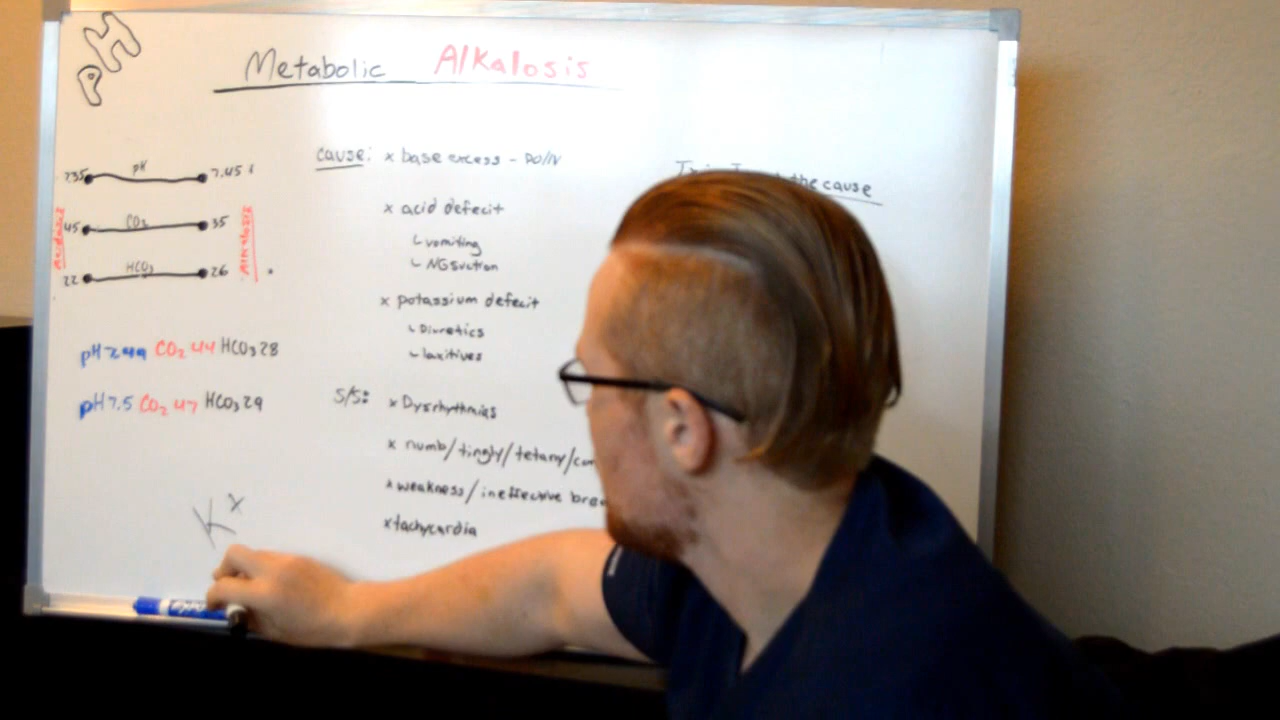 pH
Metabolic Alkalosis
735 pH 7.45
45 CO2 35
22 HCO3 26
Acidosis
Alkalosis
pH 7.49 CO2 44 HCO3 28
pH 7.5 CO2 47 HCO3 29
K+
cause: x base excess - PO/IV
x acid defecit
vomiting
NG suction
x potassium defecit
Diuretics
laxitives
S/S: x Dysrhythmias
x numb/tingly/tetany/
x weakness/ineffective
x tachycardia
the cause